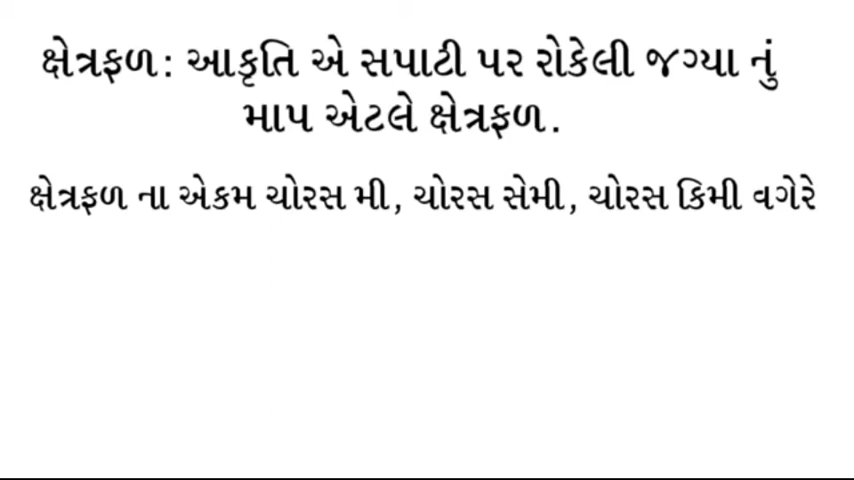 ક્ષેત્રફળ: આકૃતિ એ સપાટી પર રોકેલી જગ્યા નું
માપ એટલે ક્ષેત્રફળ.
ક્ષેત્રફળ ના એકમ ચોરસ મી, ચોરસ સેમી, ચોરસ કિમી વગેરે